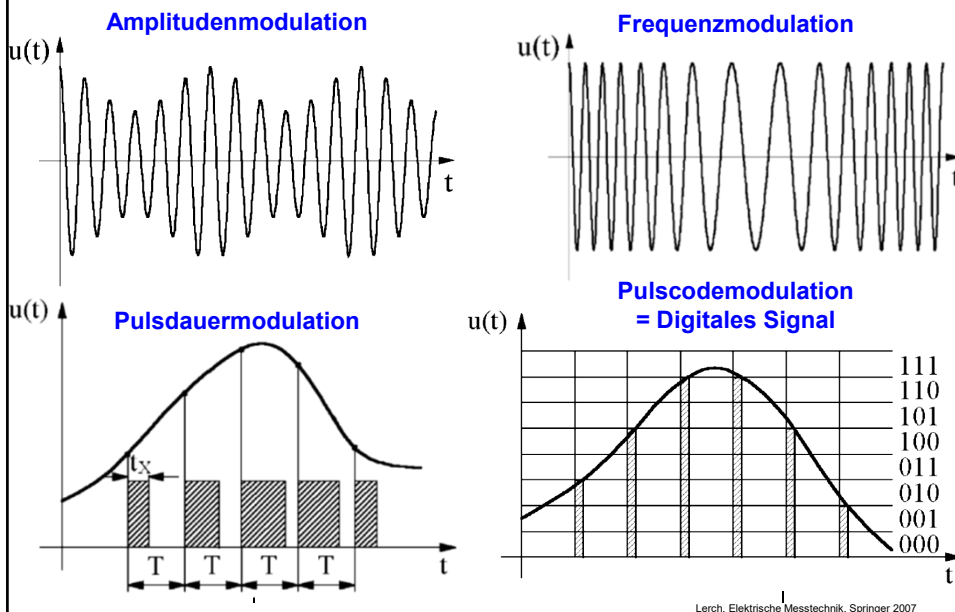 Amplitudenmodulation
u(t)
t
Frequenzmodulation
u(t)
t
Pulsdauermodulation
u(t)
tX
T T T T
t
Pulscodemodulation
= Digitales Signal
u(t)
111
110
101
100
011
010
001
000
t
Lerch, Elektrische Messtechnik, Springer 2007